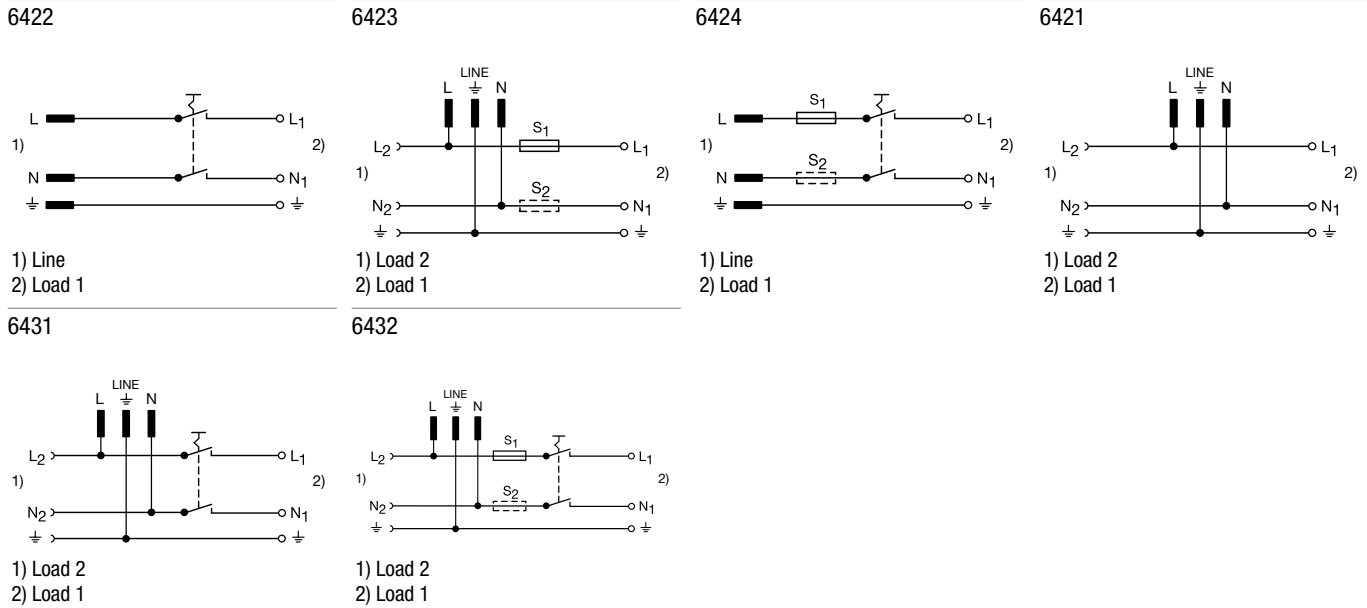 6422
L
L1
1)
2)
N
N1
⏚
⏚
1) Line
2) Load 1
6423
LINE
L ⏚ N
S1
L2
L1
1)
2)
S2
N2
N1
⏚
⏚
1) Load 2
2) Load 1
6424
S1
L
L1
1)
2)
S2
N
N1
⏚
⏚
1) Line
2) Load 1
6421
LINE
L ⏚ N
L2
L1
1)
2)
N2
N1
⏚
⏚
1) Load 2
2) Load 1
6431
LINE
L ⏚ N
L2
L1
1)
2)
N2
N1
⏚
⏚
1) Load 2
2) Load 1
6432
LINE
L ⏚ N
S1
L2
L1
1)
2)
S2
N2
N1
⏚
⏚
1) Load 2
2) Load 1